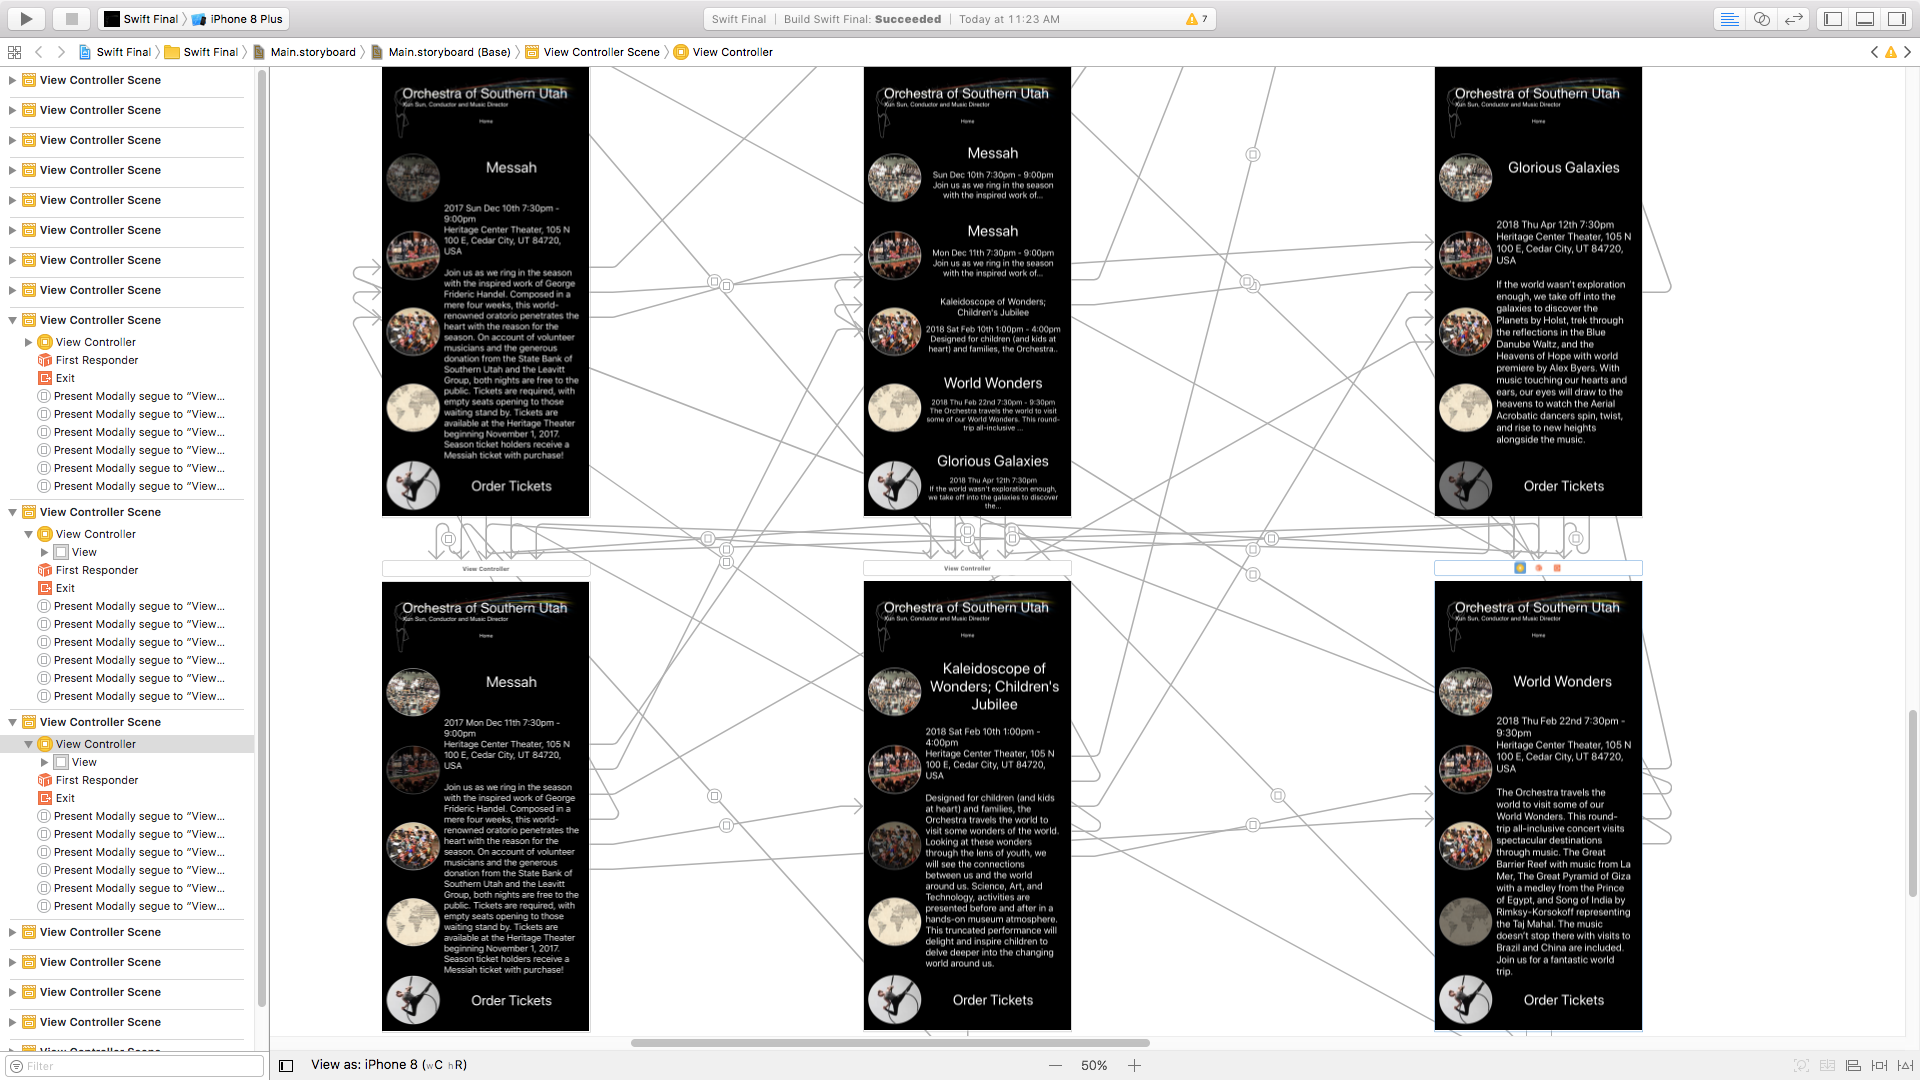 Swift Final
iPhone 8 Plus
Swift Final | Build Swift Final: Succeeded | Today at 11:23 AM
7
Swift Final
Swift Final
Main.storyboard
Main.storyboard (Base)
View Controller Scene
View Controller
View Controller Scene
View Controller Scene
View Controller Scene
View Controller Scene
View Controller Scene
View Controller Scene
View Controller Scene
View Controller Scene
View Controller Scene
View Controller
First Responder
Exit
Present Modally segue to "View...
Present Modally segue to "View...
Present Modally segue to "View...
Present Modally segue to "View...
Present Modally segue to "View...
Present Modally segue to "View...
View Controller Scene
View Controller
View
First Responder
Exit
Present Modally segue to "View...
Present Modally segue to "View...
Present Modally segue to "View...
Present Modally segue to "View...
Present Modally segue to "View...
Present Modally segue to "View...
View Controller Scene
View Controller
View
First Responder
Exit
Present Modally segue to "View...
Present Modally segue to "View...
Present Modally segue to "View...
Present Modally segue to "View...
Present Modally segue to "View...
Present Modally segue to "View...
View Controller Scene
View Controller Scene
View Controller Scene
View Controller Scene
View Controller Scene
Filter
Orchestra of Southern Utah
Xun Sun, Conductor and Music Director
Home
Messah
2017 Sun Dec 10th 7:30pm -
9:00pm
Heritage Center Theater, 105 N
100 E, Cedar City, UT 84720,
USA
Join us as we ring in the season
with the inspired work of George
Frideric Handel. Composed in a
mere four weeks, this world-
renowned oratorio penetrates the
heart with the reason for the
season. On account of volunteer
musicians and the generous
donation from the State Bank of
Southern Utah and the Leavitt
Group, both nights are free to the
public. Tickets are required, with
empty seats opening to those
waiting stand by. Tickets are
available at the Heritage Theater
beginning November 1, 2017.
Season ticket holders receive a
Messiah ticket with purchase!
Order Tickets
Orchestra of Southern Utah
Xun Sun, Conductor and Music Director
Home
Messah
Sun Dec 10th 7:30pm - 9:00pm
Join us as we ring in the season
with the inspired work of...
Messah
Mon Dec 11th 7:30pm - 9:00pm
Join us as we ring in the season
with the inspired work of...
Kaleidoscope of Wonders;
Children's Jubilee
2018 Sat Feb 10th 1:00pm - 4:00pm
Designed for children (and kids at
heart) and families, the Orchestra..
World Wonders
2018 Thu Feb 22nd 7:30pm - 9:30pm
The Orchestra travels the world to visit
some of our World Wonders. This round-
trip all-inclusive ...
Glorious Galaxies
2018 Thu Apr 12th 7:30pm
If the world wasn't exploration enough,
we take off into the galaxies to discover
the...
Orchestra of Southern Utah
Xun Sun, Conductor and Music Director
Home
Glorious Galaxies
2018 Thu Apr 12th 7:30pm
Heritage Center Theater, 105 N
100 E, Cedar City, UT 84720,
USA
If the world wasn't exploration
enough, we take off into the
galaxies to discover the
Planets by Holst, trek through
the reflections in the Blue
Danube Waltz, and the
Heavens of Hope with world
premiere by Alex Byers. With
music touching our hearts and
ears, our eyes will draw to the
heavens to watch the Aerial
Acrobatic dancers spin, twist,
and rise to new heights
alongside the music.
Order Tickets
View Controller
Orchestra of Southern Utah
Xun Sun, Conductor and Music Director
Home
Messah
2017 Mon Dec 11th 7:30pm -
9:00pm
Heritage Center Theater, 105 N
100 E, Cedar City, UT 84720,
USA
Join us as we ring in the season
with the inspired work of George
Frideric Handel. Composed in a
mere four weeks, this world-
renowned oratorio penetrates the
heart with the reason for the
season. On account of volunteer
musicians and the generous
donation from the State Bank of
Southern Utah and the Leavitt
Group, both nights are free to the
public. Tickets are required, with
empty seats opening to those
waiting stand by. Tickets are
available at the Heritage Theater
beginning November 1, 2017.
Season ticket holders receive a
Messiah ticket with purchase!
Order Tickets
View Controller
Orchestra of Southern Utah
Xun Sun, Conductor and Music Director
Home
Kaleidoscope of
Wonders; Children's
Jubilee
2018 Sat Feb 10th 1:00pm -
4:00pm
Heritage Center Theater, 105 N
100 E, Cedar City, UT 84720,
USA
Designed for children (and kids
at heart) and families, the
Orchestra travels the world to
visit some wonders of the world.
Looking at these wonders
through the lens of youth, we
will see the connections
between us and the world
around us. Science, Art, and
Technology, activities are
presented before and after in a
hands-on museum atmosphere.
This truncated performance will
delight and inspire children to
delve deeper into the changing
world around us.
Order Tickets
Orchestra of Southern Utah
Xun Sun, Conductor and Music Director
Home
World Wonders
2018 Thu Feb 22nd 7:30pm -
9:30pm
Heritage Center Theater, 105 N
100 E, Cedar City, UT 84720,
USA
The Orchestra travels the
world to visit some of our
World Wonders. This round-
trip all-inclusive concert visits
spectacular destinations
through music. The Great
Barrier Reef with music from La
Mer, The Great Pyramid of Giza
with a medley from the Prince
of Egypt, and Song of India by
Rimksy-Korsokoff representing
the Taj Mahal. The music
doesn't stop there with visits to
Brazil and China are included.
Join us for a fantastic world
trip.
Order Tickets
View as: iPhone 8 (wC hR)
50%